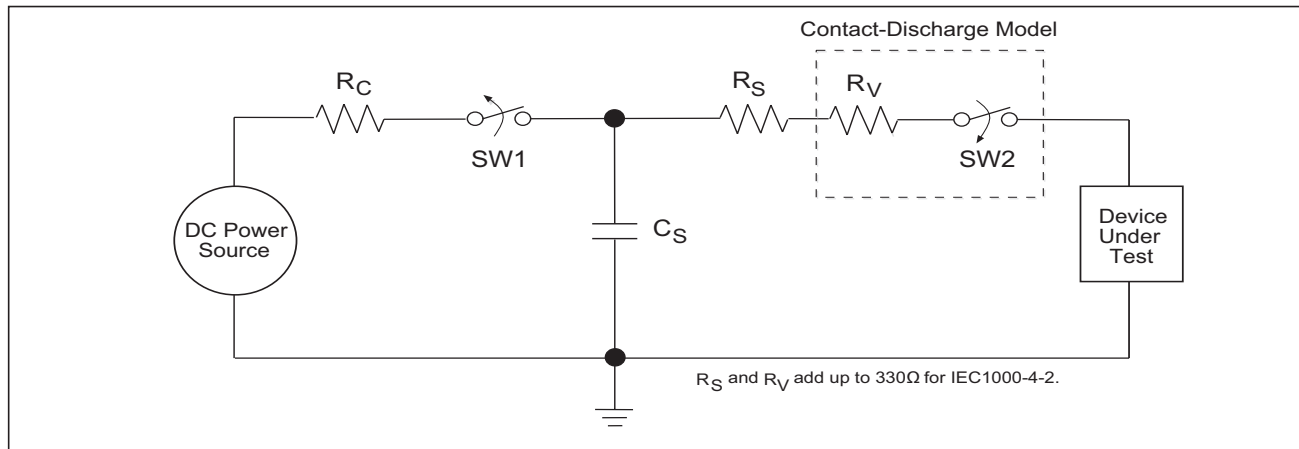 Contact-Discharge Model
RC
RS
RV
SW1
SW2
DC Power
Source
CS
Device
Under
Test
RS and RV add up to 330Ω for IEC1000-4-2.